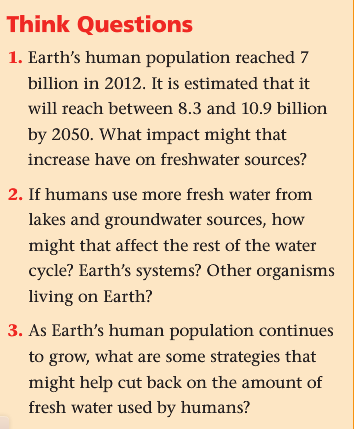 Think Questions
1. Earth's human population reached 7
billion in 2012. It is estimated that it
will reach between 8.3 and 10.9 billion
by 2050. What impact might that
increase have on freshwater sources?
2. If humans use more fresh water from
lakes and groundwater sources, how
might that affect the rest of the water
cycle? Earth's systems? Other organisms
living on Earth?
3. As Earth's human population continues
to grow, what are some strategies that
might help cut back on the amount of
fresh water used by humans?